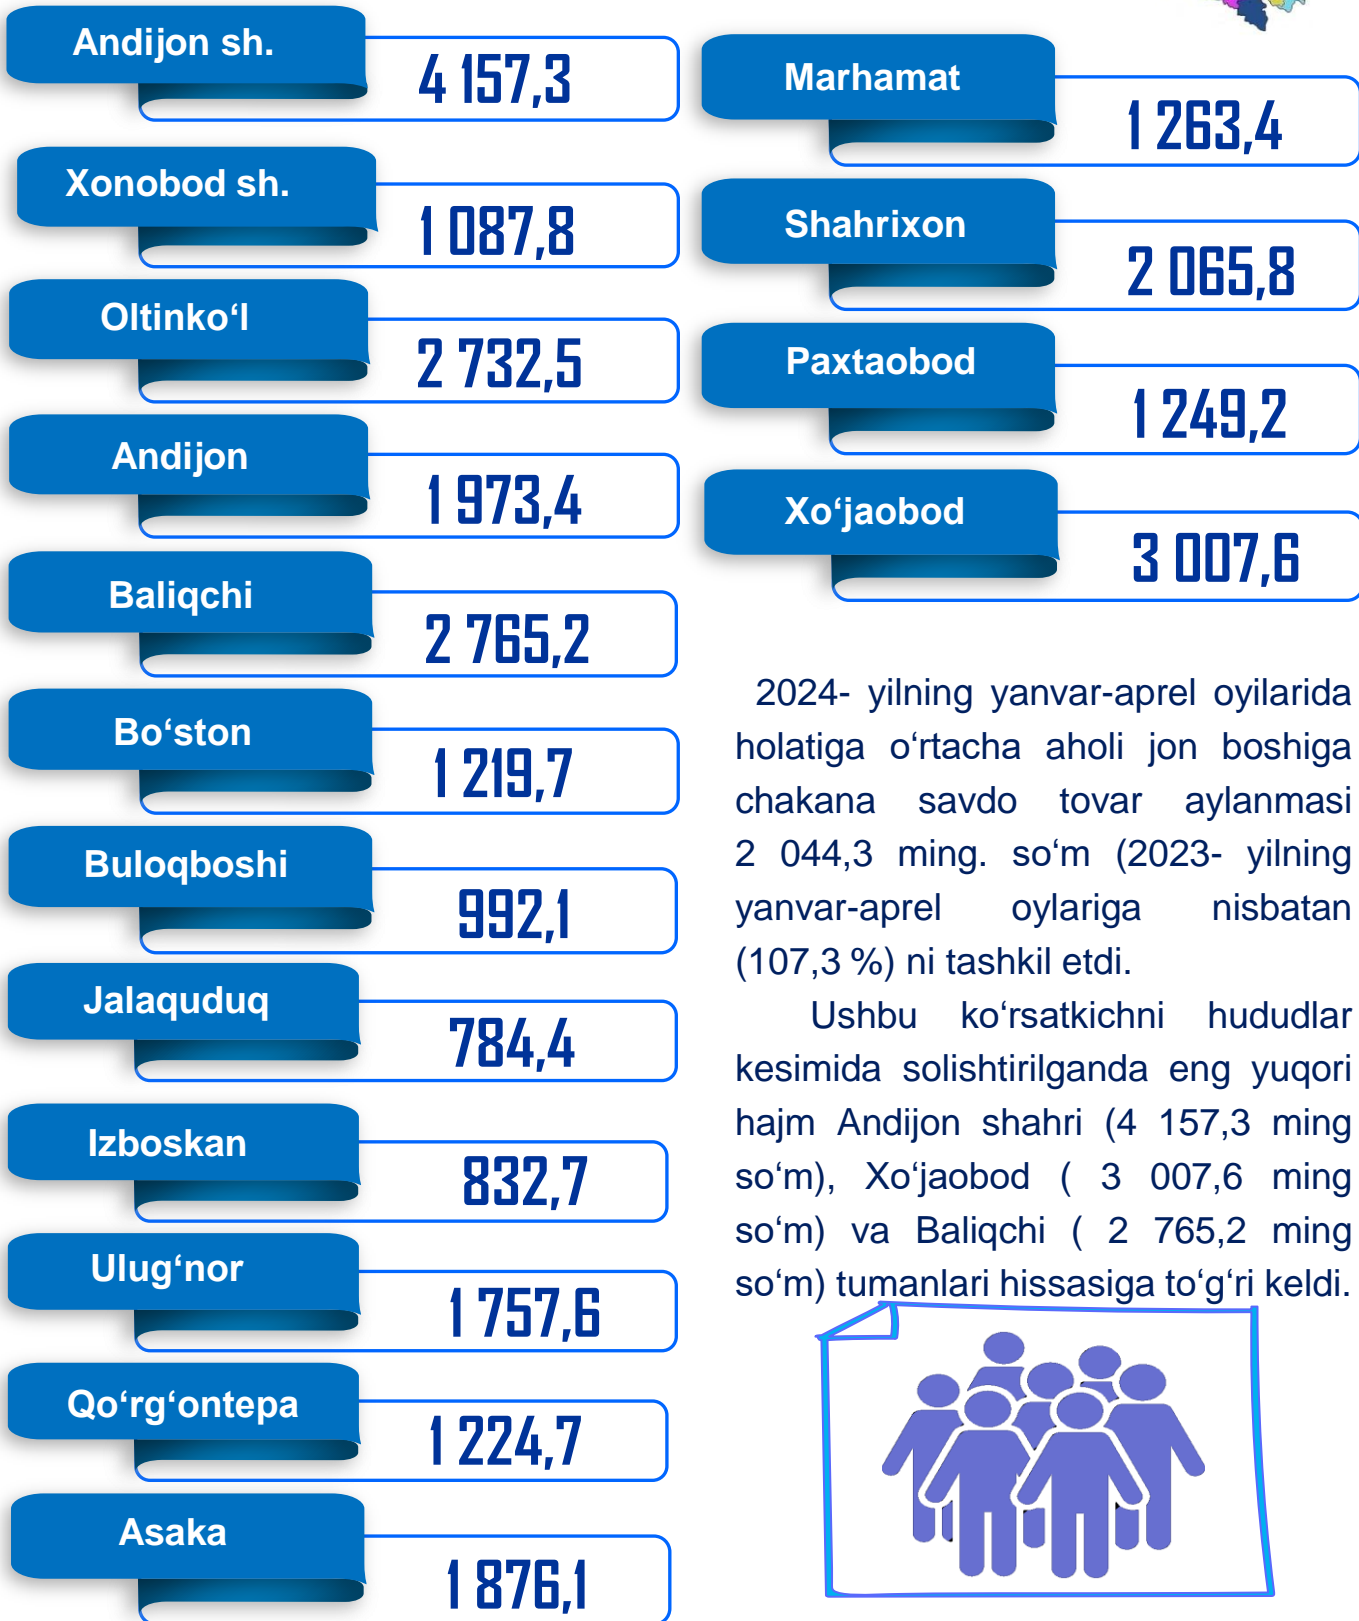 Andijon sh.
4 157,3
Xonobod sh.
1 087,8
Oltinko‘l
2 732,5
Andijon
1 973,4
Baliqchi
2 765,2
Bo‘ston
1 219,7
Buloqboshi
992,1
Jalaquduq
784,4
Izboskan
832,7
Ulug‘nor
1 757,6
Qo‘rg‘ontepa
1 224,7
Asaka
1 876,1
Marhamat
1 263,4
Shahrixon
2 065,8
Paxtaobod
1 249,2
Xo‘jaobod
3 007,6
2024- yilning yanvar-aprel oyilarida
holatiga o‘rtacha aholi jon boshiga
chakana savdo tovar aylanmasi
2 044,3 ming. so‘m (2023- yilning
yanvar-aprel oylariga nisbatan
(107,3 %) ni tashkil etdi.
Ushbu ko‘rsatkichni hududlar
kesimida solishtirilganda eng yuqori
hajm Andijon shahri (4 157,3 ming
so‘m), Xo‘jaobod ( 3 007,6 ming
so‘m) va Baliqchi ( 2 765,2 ming
so‘m) tumanlari hissasiga to‘g‘ri keldi.